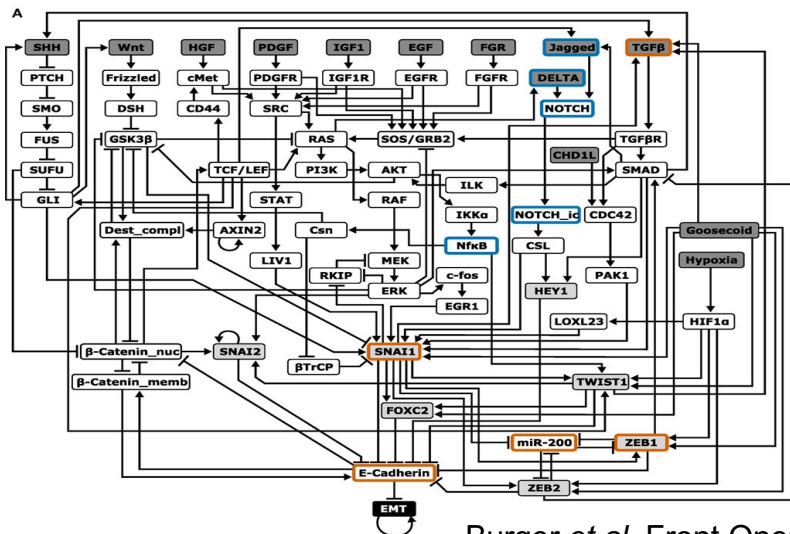 A
SHH Wnt HGF PDGF IGF1 EGF FGR Jagged TGFβ
PTCH Frizzled cMet PDGFR IGF1R EGFR FGFR DELTA
SMO DSH CD44 SRC NOTCH
FUS GSK3β RAS SOS/GRB2 TGFβR
SUFU TCF/LEF PI3K AKT ILK CHD1L SMAD
GLI STAT RAF IKKα NOTCH_ic CDC42
Dest_compl AXIN2 Csn NfκB CSL Goosecoid
LIV1 RKIP MEK c-fos PAK1 Hypoxia
ERK EGR1 HEY1
LOXL23 HIF1α
β-Catenin_nuc SNAI2 βTrCP SNAI1
β-Catenin_memb TWIST1
FOXC2
miR-200 ZEB1
E-Cadherin ZEB2
EMT
Burger et al. Front Onc